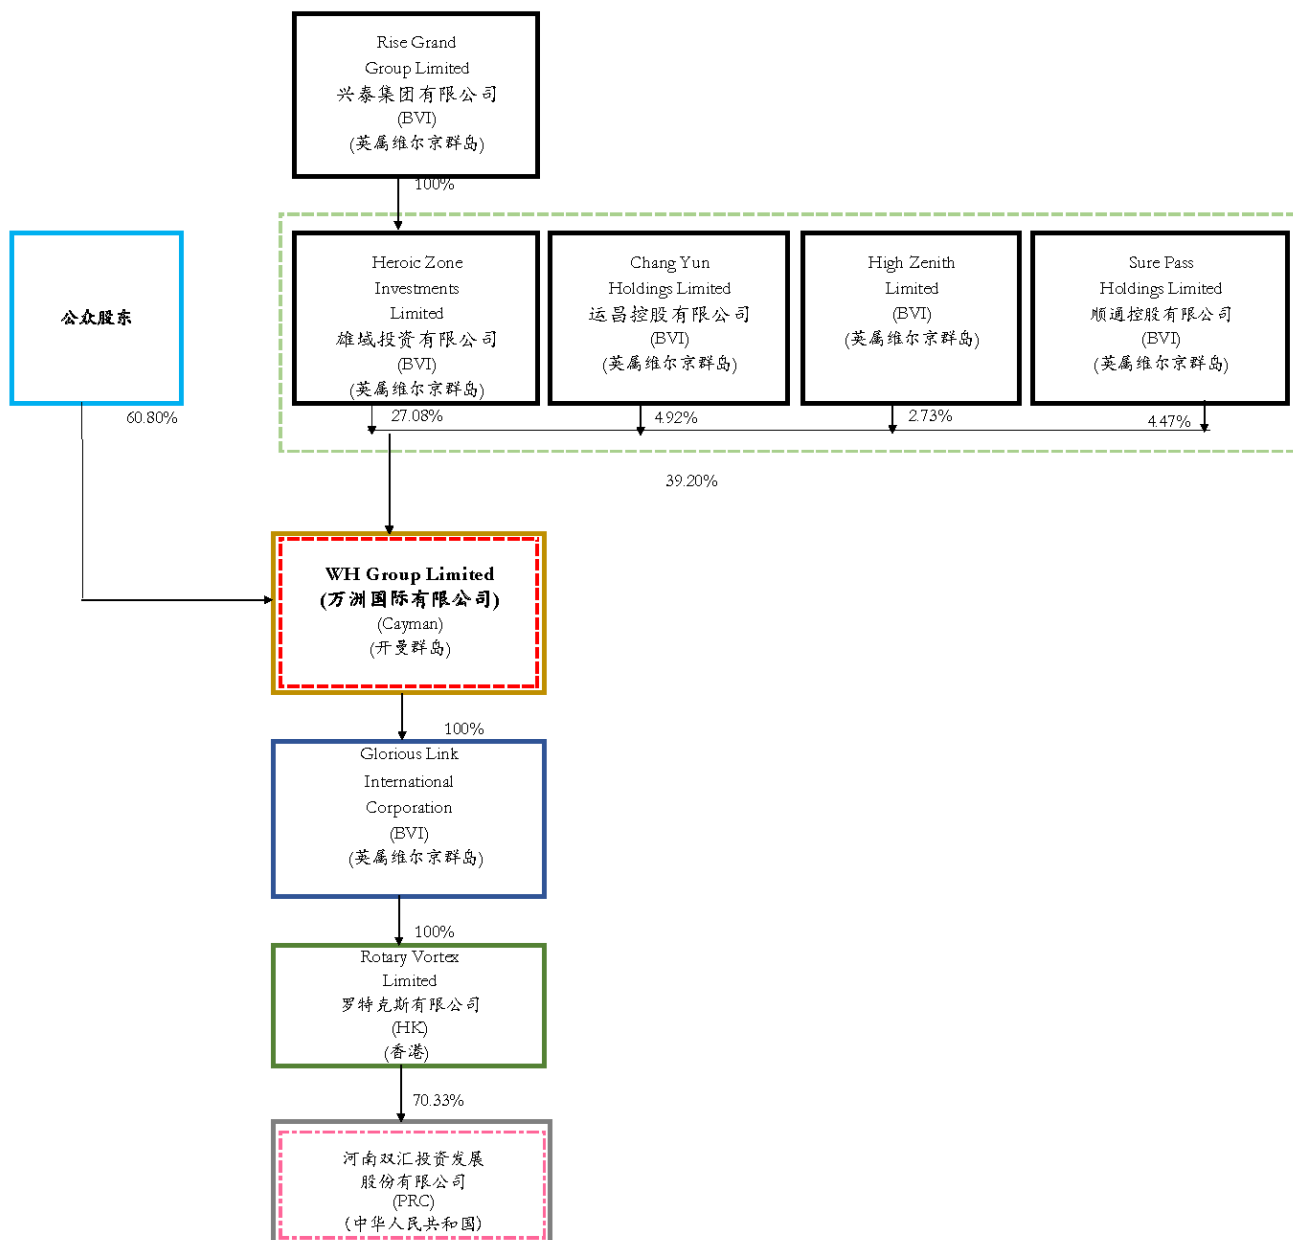 Rise Grand
Group Limited
兴泰集团有限公司
(BVI)
(英属维尔京群岛)
100%
公众股东
60.80%
Heroic Zone
Investments
Limited
雄域投资有限公司
(BVI)
(英属维尔京群岛)
27.08%
Chang Yun
Holdings Limited
运昌控股有限公司
(BVI)
(英属维尔京群岛)
4.92%
High Zenith
Limited
(BVI)
(英属维尔京群岛)
2.73%
Sure Pass
Holdings Limited
顺通控股有限公司
(BVI)
(英属维尔京群岛)
4.47%
39.20%
WH Group Limited
(万洲国际有限公司)
(Cayman)
(开曼群岛)
100%
Glorious Link
International
Corporation
(BVI)
(英属维尔京群岛)
100%
Rotary Vortex
Limited
罗特克斯有限公司
(HK)
(香港)
70.33%
河南双汇投资发展
股份有限公司
(PRC)
(中华人民共和国)